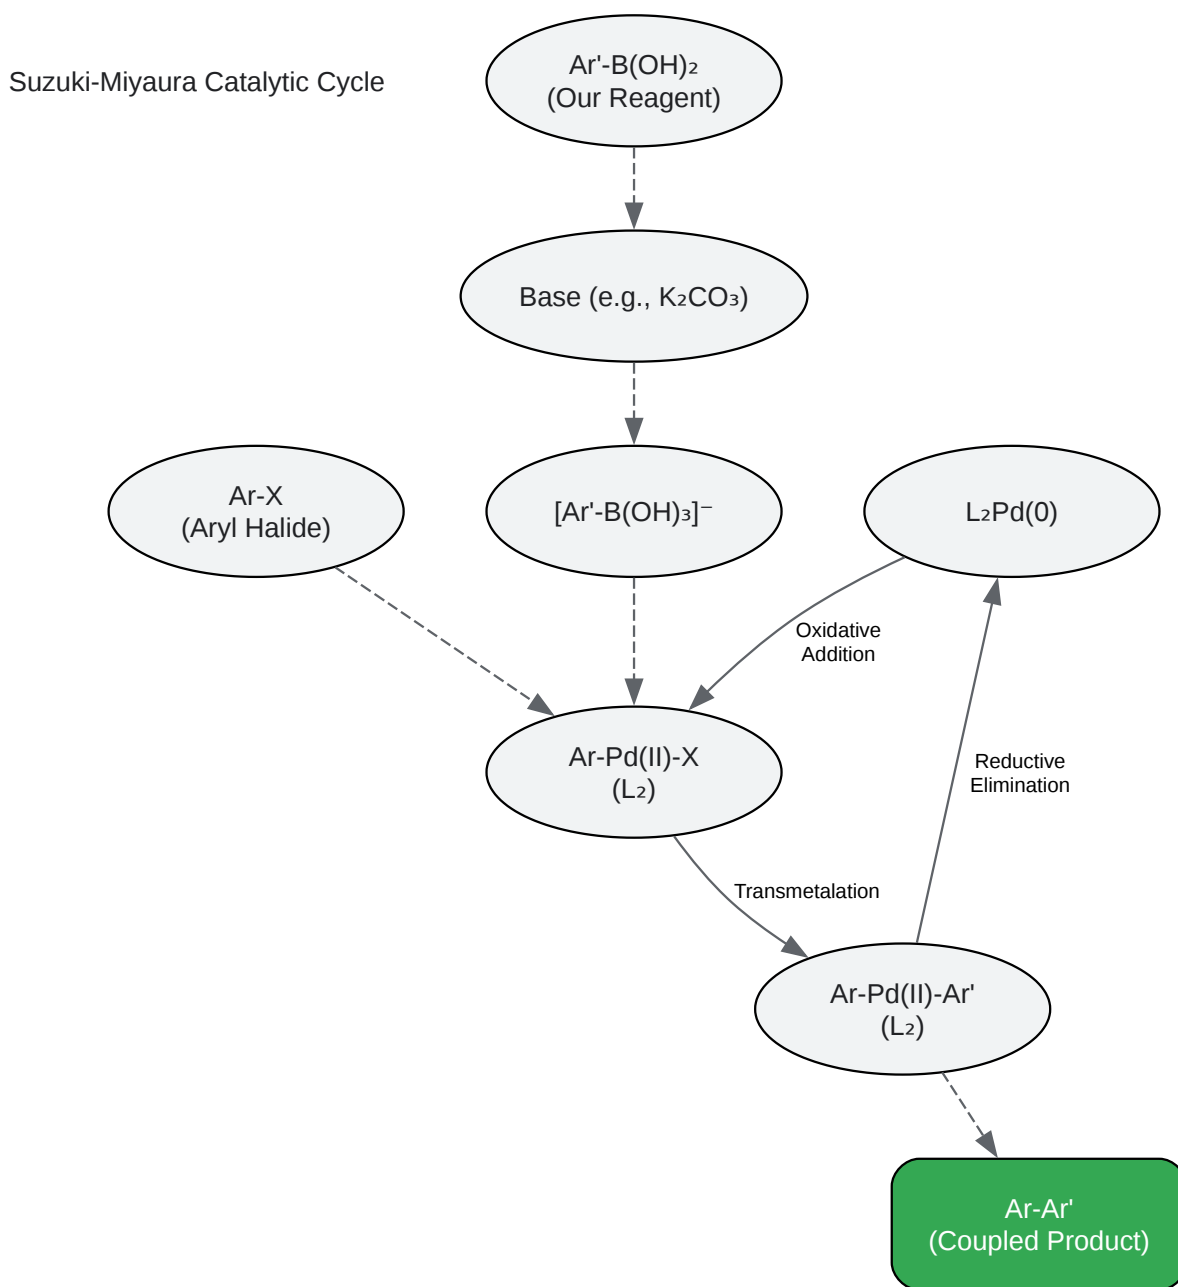 Suzuki-Miyaura Catalytic Cycle
Ar'-B(OH)₂
(Our Reagent)
Base (e.g., K₂CO₃)
Ar-X
(Aryl Halide)
[Ar'-B(OH)₃]⁻
L₂Pd(0)
Oxidative
Addition
Ar-Pd(II)-X
(L₂)
Reductive
Elimination
Transmetalation
Ar-Pd(II)-Ar'
(L₂)
Ar-Ar'
(Coupled Product)